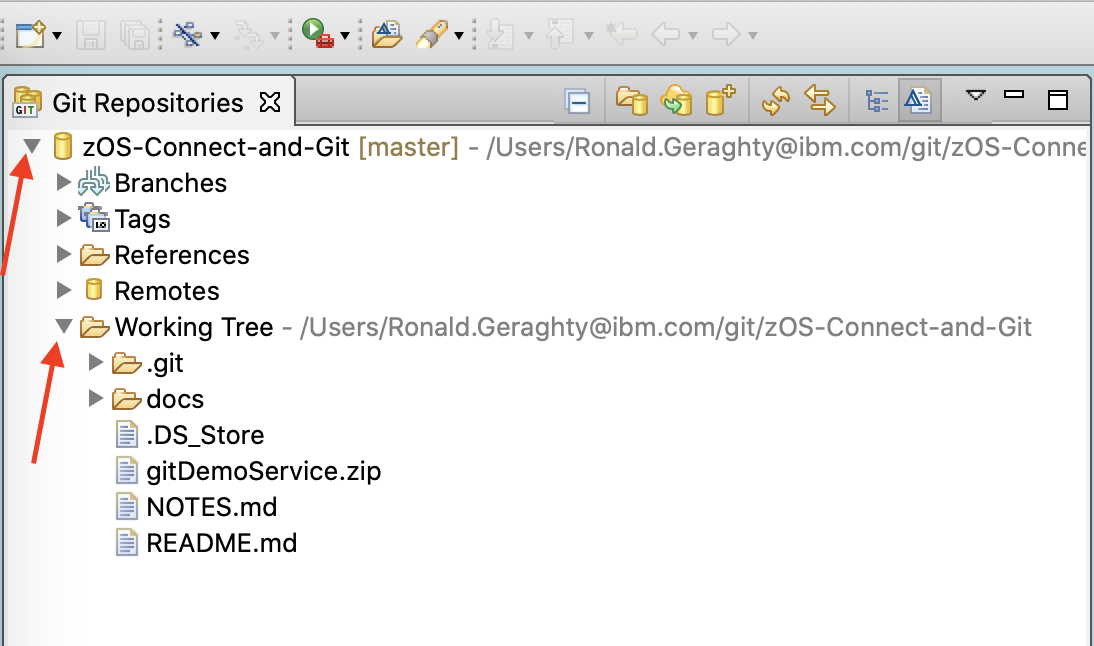 GIT Git Repositories
zOS-Connect-and-Git [master] - /Users/Ronald.Geraghty@ibm.com/git/zOS-Conne
Branches
Tags
References
Remotes
Working Tree - /Users/Ronald.Geraghty@ibm.com/git/zOS-Connect-and-Git
.git
docs
.DS_Store
gitDemoService.zip
NOTES.md
README.md